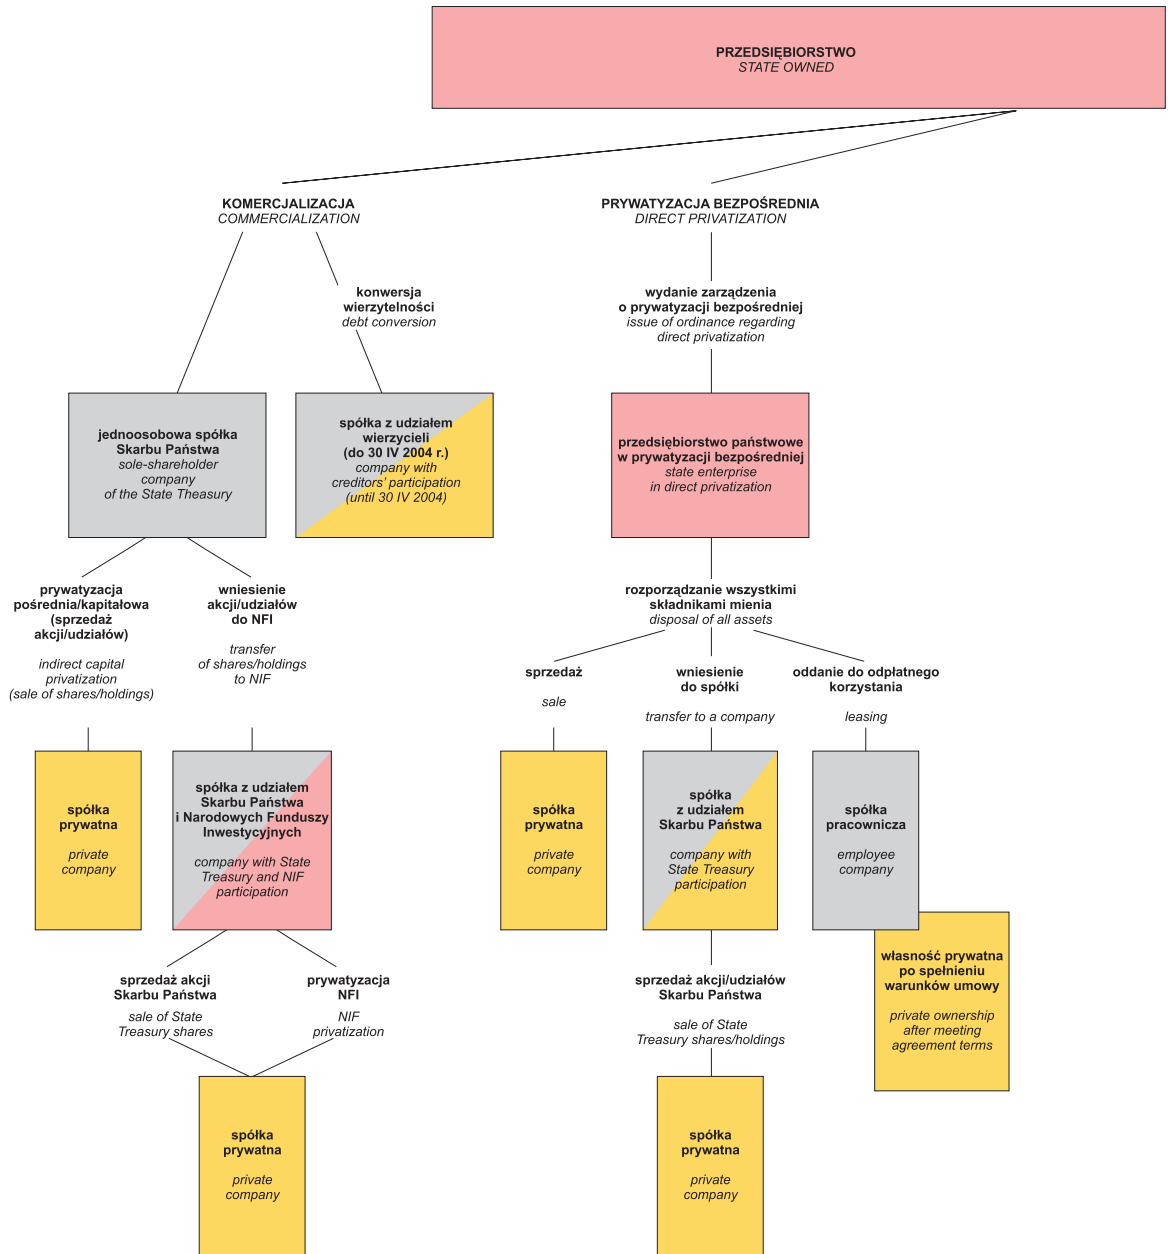 PRZEDSIĘBIORSTWO
STATE OWNED
KOMERCJALIZACJA
COMMERCIALIZATION
PRYWATYZACJA BEZPOŚREDNIA
DIRECT PRIVATIZATION
konwersja
wierzytelności
debt conversion
wydanie zarządzenia
o prywatyzacji bezpośredniej
issue of ordinance regarding
direct privatization
jednoosobowa spółka
Skarbu Państwa
sole-shareholder
company
of the State Treasury
spółka z udziałem
wierzycieli
(do 30 IV 2004 r.)
company with
creditors' participation
(until 30 IV 2004)
przedsiębiorstwo państwowe
w prywatyzacji bezpośredniej
state enterprise
in direct privatization
prywatyzacja
pośrednia/kapitałowa
(sprzedaż
akcji/udziałów)
indirect capital
privatization
(sale of shares/holdings)
wniesienie
akcji/udziałów
do NFI
transfer
of shares/holdings
to NIF
rozporządzanie wszystkimi
składnikami mienia
disposal of all assets
sprzedaż
sale
wniesienie
do spółki
transfer to a company
oddanie do odpłatnego
korzystania
leasing
spółka
prywatna
private
company
spółka z udziałem
Skarbu Państwa
i Narodowych Funduszy
Inwestycyjnych
company with State
Treasury and NIF
participation
spółka
prywatna
private
company
spółka
z udziałem
Skarbu Państwa
company with
State Treasury
participation
spółka
pracownicza
employee
company
własność prywatna
po spełnieniu
warunków umowy
private ownership
after meeting
agreement terms
sprzedaż akcji
Skarbu Państwa
sale of State
Treasury shares
prywatyzacja
NFI
NIF
privatization
sprzedaż akcji/udziałów
Skarbu Państwa
sale of State
Treasury shares/holdings
spółka
prywatna
private
company
spółka
prywatna
private
company